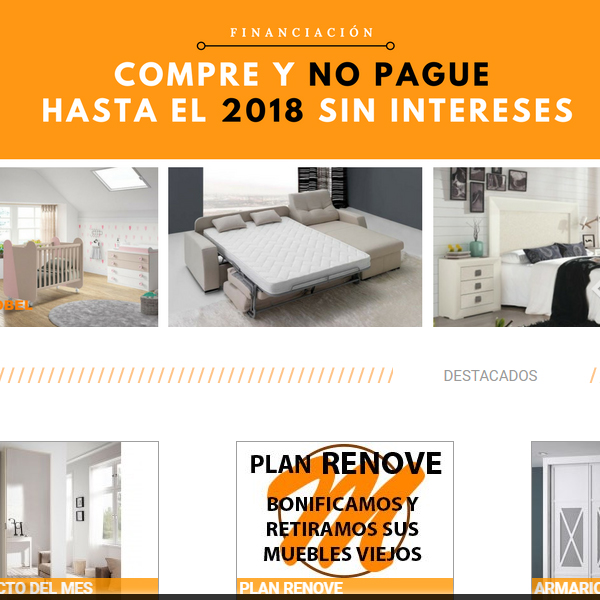 FINANCIACIÓN
COMPRE Y NO PAGUE
HASTA EL 2018 SIN INTERESES
DESTACADOS
PLAN RENOVE
BONIFICAMOS Y
RETIRAMOS SUS
MUEBLES VIEJOS
CTO DEL MES
PLAN RENOVE
ARMARIO